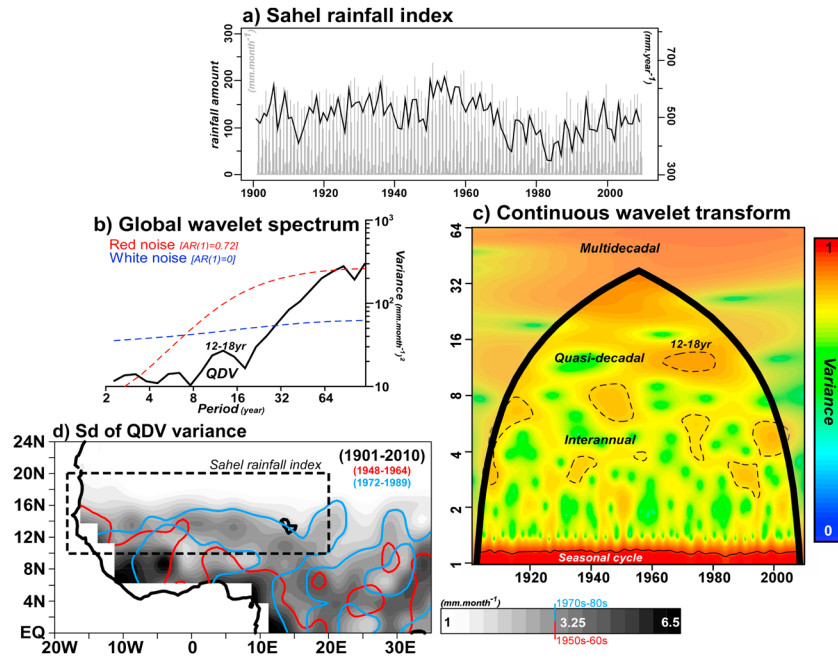 a) Sahel rainfall index
300
200
100
0
rainfall amount
(mm.month⁻¹)
(mm.year⁻¹)
700
500
300
1900 1920 1940 1960 1980 2000
b) Global wavelet spectrum
Red noise [AR(1)=0.72]
White noise [AR(1)=0]
10³
10²
10
Variance (mm.month⁻¹)²
12-18yr
QDV
2 4 8 16 32 64
Period (year)
c) Continuous wavelet transform
64
32
16
8
4
2
1
Multidecadal
12-18yr
Quasi-decadal
Interannual
Seasonal cycle
1920 1940 1960 1980 2000
1
Variance
0
d) Sd of QDV variance
Sahel rainfall index
(1901-2010)
(1948-1964)
(1972-1989)
24N
20N
16N
12N
8N
4N
EQ
20W 10W 0 10E 20E 30E
(mm.month⁻¹)
1970s-80s
1 3.25 6.5
1950s-60s